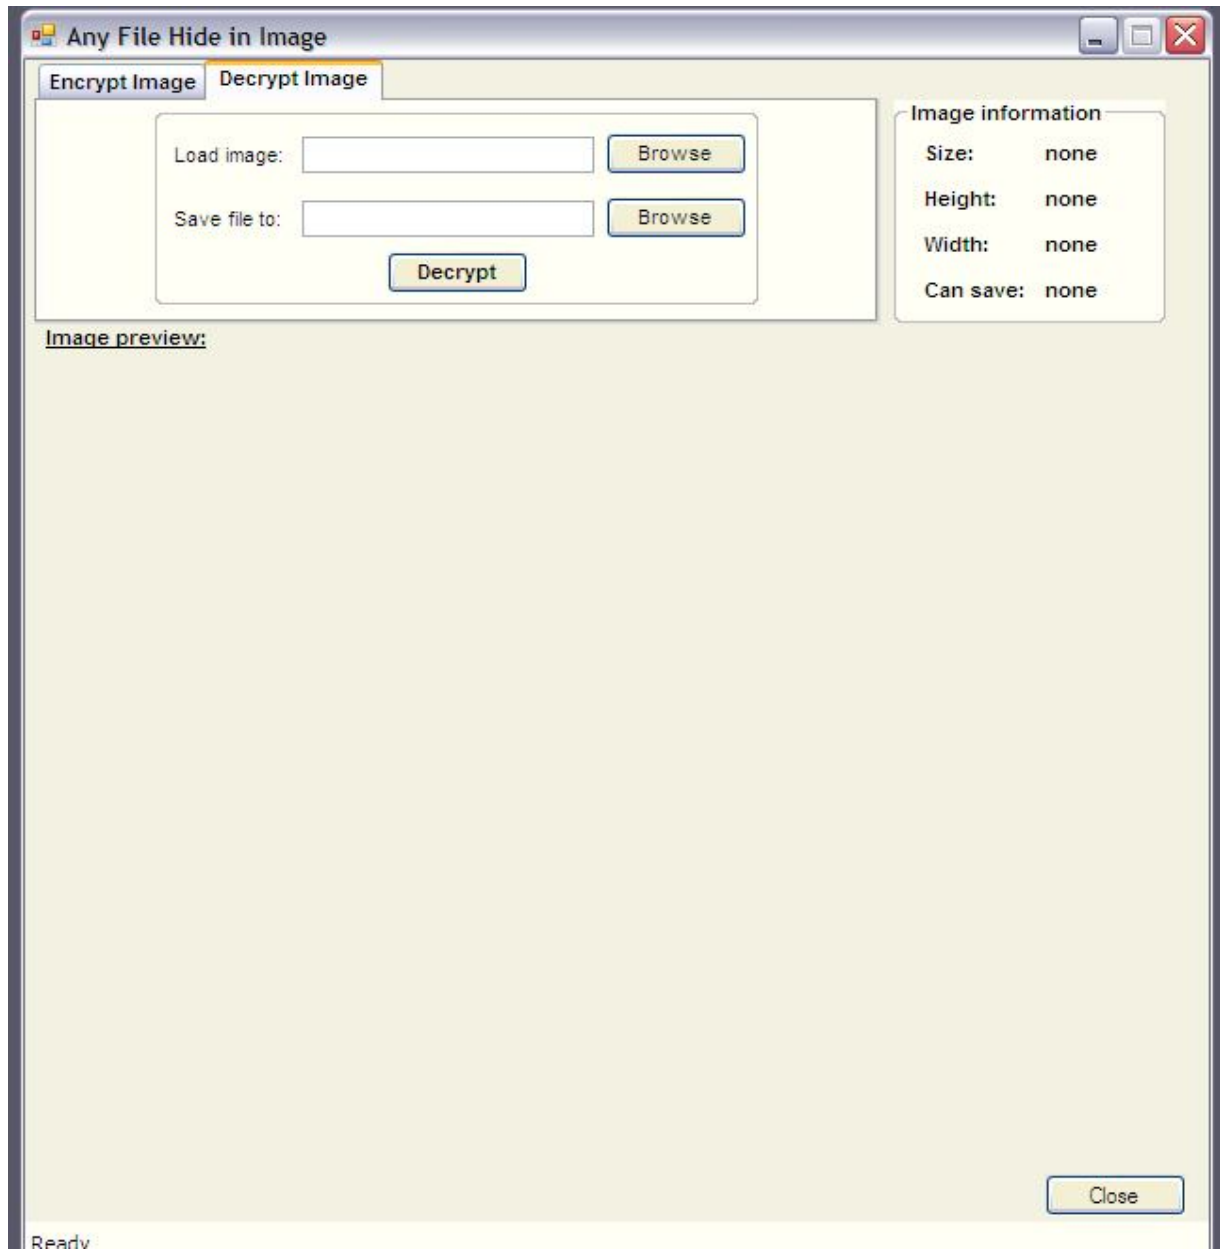 Any File Hide in Image
Encrypt Image Decrypt Image
Load image: Browse
Save file to: Browse
Decrypt
Image information
Size: none
Height: none
Width: none
Can save: none
Image preview:
Close
Ready